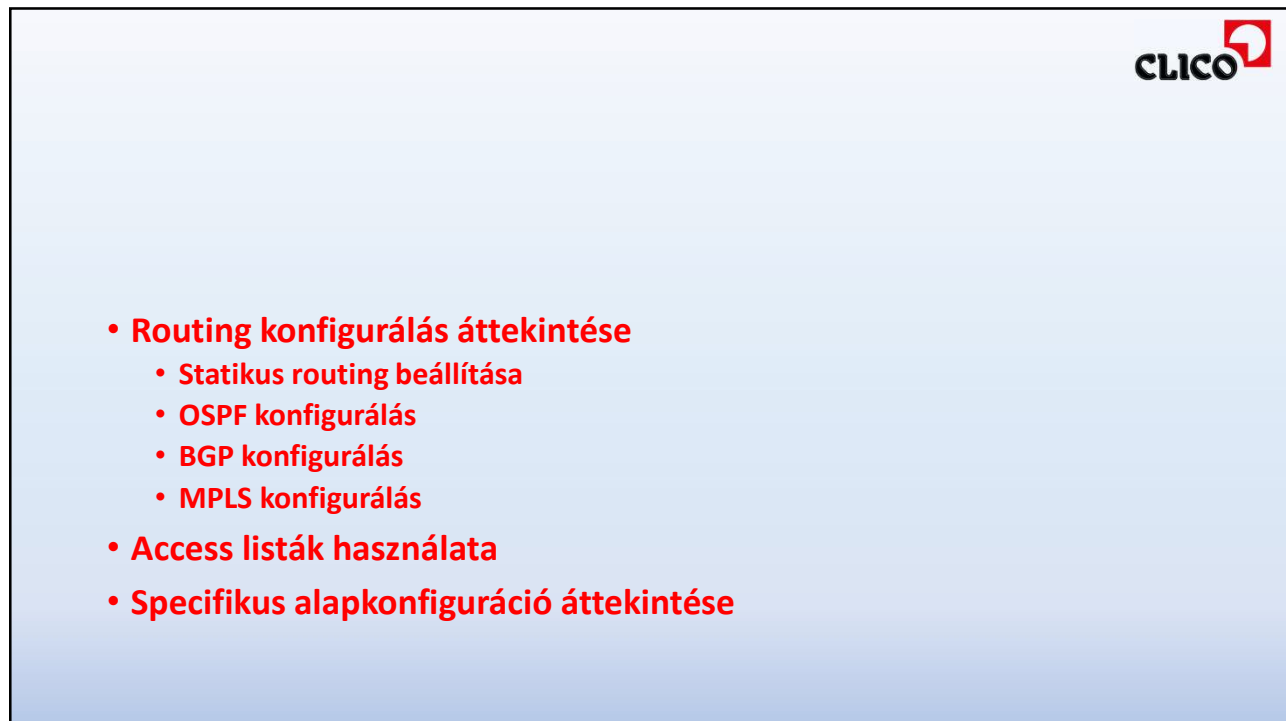 CLICO
• Routing konfigurálás áttekintése
• Statikus routing beállítása
• OSPF konfigurálás
• BGP konfigurálás
• MPLS konfigurálás
• Access listák használata
• Specifikus alapkonfiguráció áttekintése